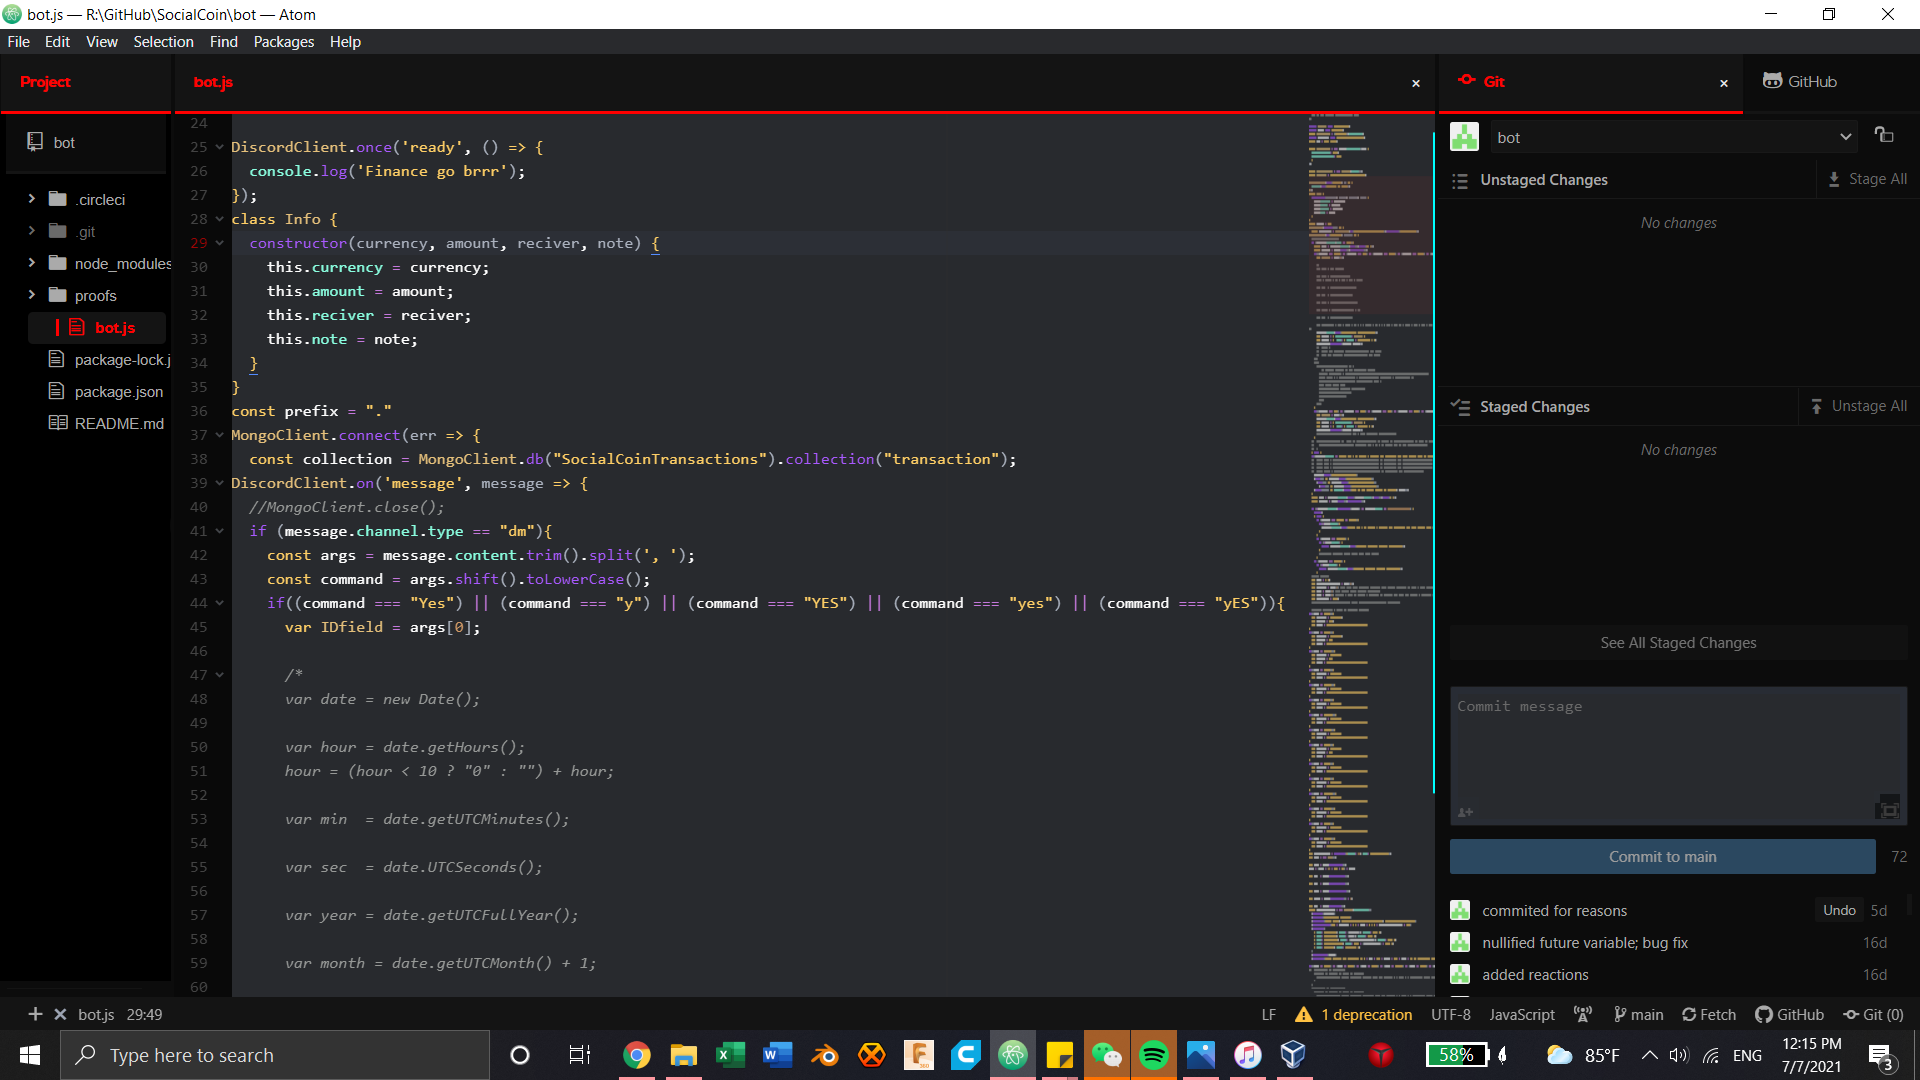 bot.js — R:\GitHub\SocialCoin\bot — Atom
File Edit View Selection Find Packages Help
Project
bot
.circleci
.git
node_modules
proofs
bot.js
package-lock.j
package.json
README.md
bot.js
24
25 DiscordClient.once('ready', () => {
26 console.log('Finance go brrr');
27 });
28 class Info {
29 constructor(currency, amount, reciver, note) {
30 this.currency = currency;
31 this.amount = amount;
32 this.reciver = reciver;
33 this.note = note;
34 }
35 }
36 const prefix = "."
37 MongoClient.connect(err => {
38 const collection = MongoClient.db("SocialCoinTransactions").collection("transaction");
39 DiscordClient.on('message', message => {
40 //MongoClient.close();
41 if (message.channel.type == "dm"){
42 const args = message.content.trim().split(', ');
43 const command = args.shift().toLowerCase();
44 if((command === "Yes") || (command === "y") || (command === "YES") || (command === "yes") || (command === "yES")){
45 var IDfield = args[0];
46
47 /*
48 var date = new Date();
49
50 var hour = date.getHours();
51 hour = (hour < 10 ? "0" : "") + hour;
52
53 var min  = date.getUTCMinutes();
54
55 var sec  = date.UTCSeconds();
56
57 var year = date.getUTCFullYear();
58
59 var month = date.getUTCMonth() + 1;
60
Git
GitHub
bot
Unstaged Changes
Stage All
No changes
Staged Changes
Unstage All
No changes
See All Staged Changes
Commit message
Commit to main
72
commited for reasons Undo 5d
nullified future variable; bug fix 16d
added reactions 16d
bot.js 29:49
LF 1 deprecation UTF-8 JavaScript main Fetch GitHub Git (0)
Type here to search
58%
85°F
ENG
12:15 PM
7/7/2021
3